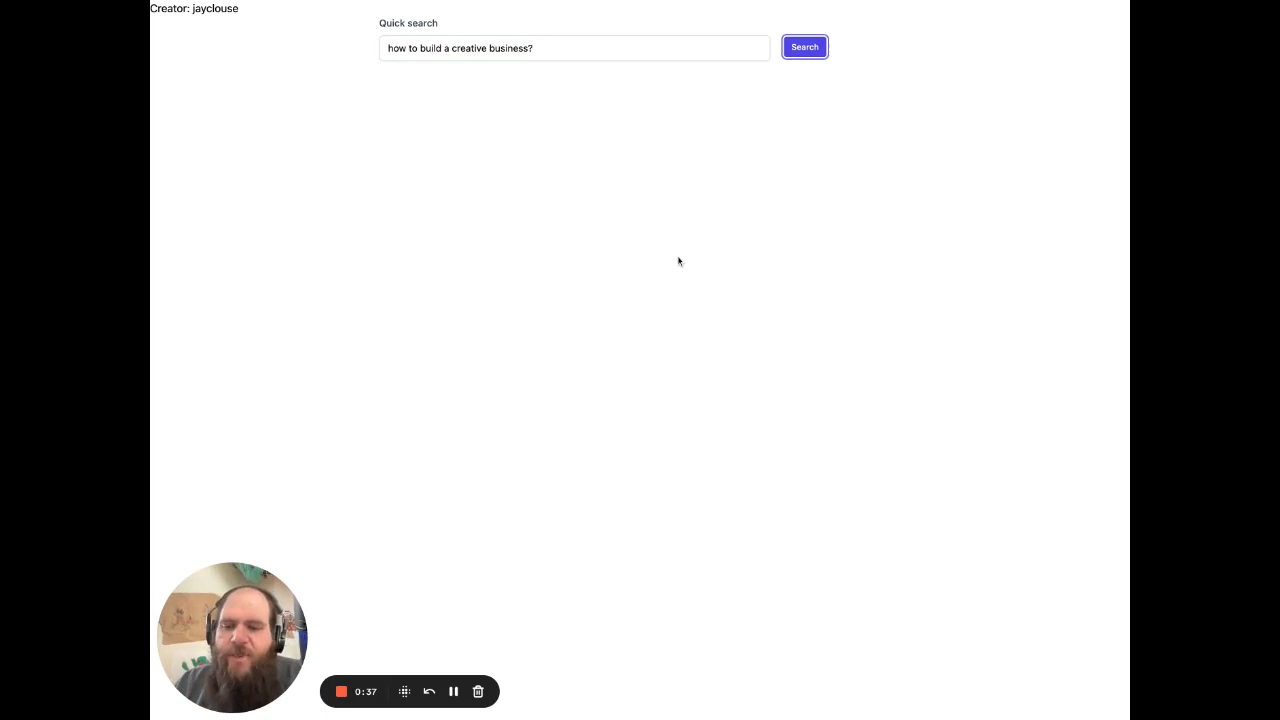 Creator: jayclouse
Quick search
how to build a creative business?
Search
0:37